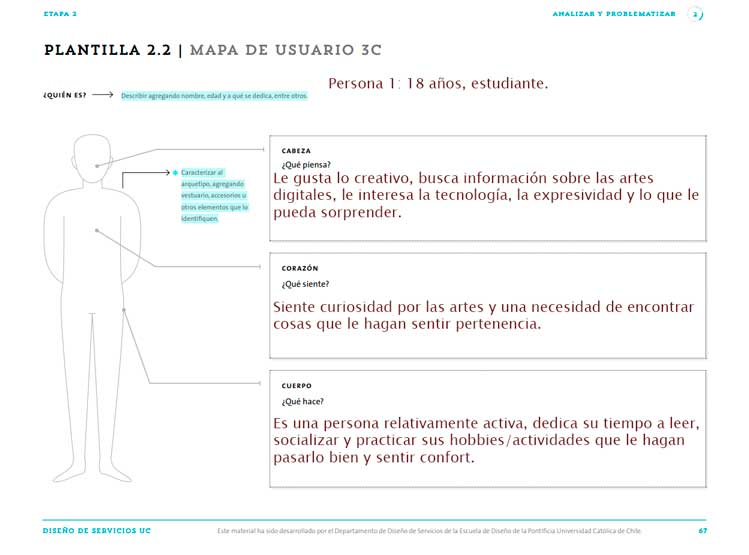 ETAPA 2
ANALIZAR Y PROBLEMATIZAR 2
PLANTILLA 2.2 | MAPA DE USUARIO 3C
Persona 1: 18 años, estudiante.
¿QUIÉN ES? Describir agregando nombre, edad y a qué se dedica, entre otros.
* Caracterizar al
arquetipo, agregando
vestuario, accesorios u
otros elementos que lo
identifiquen.
CABEZA
¿Qué piensa?
Le gusta lo creativo, busca información sobre las artes
digitales, le interesa la tecnología, la expresividad y lo que le
pueda sorprender.
CORAZÓN
¿Qué siente?
Siente curiosidad por las artes y una necesidad de encontrar
cosas que le hagan sentir pertenencia.
CUERPO
¿Qué hace?
Es una persona relativamente activa, dedica su tiempo a leer,
socializar y practicar sus hobbies/actividades que le hagan
pasarlo bien y sentir confort.
DISEÑO DE SERVICIOS UC
Este material ha sido desarrollado por el Departamento de Diseño de Servicios de la Escuela de Diseño de la Pontificia Universidad Católica de Chile.
67